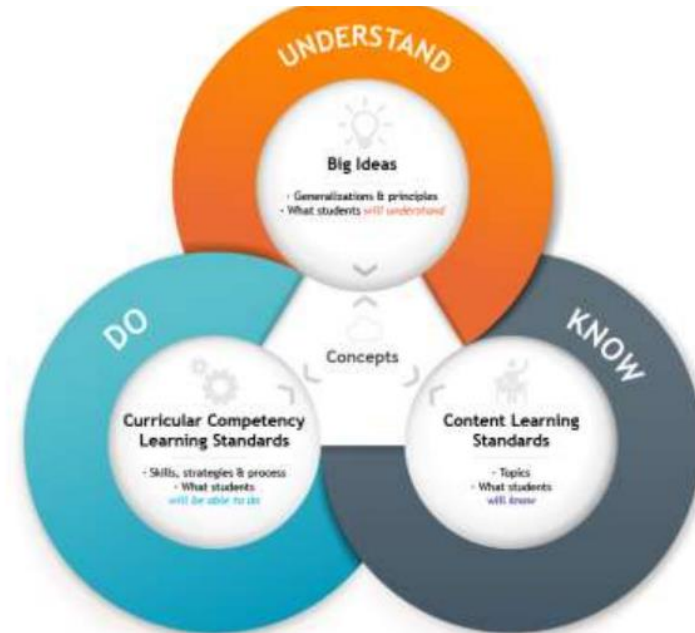 UNDERSTAND
Big Ideas
- Generalizations & principles
- What students will understand
DO
KNOW
Concepts
Curricular Competency
Learning Standards
- Skills, strategies & process
- What students
will be able to do
Content Learning
Standards
- Topics
- What students
will know